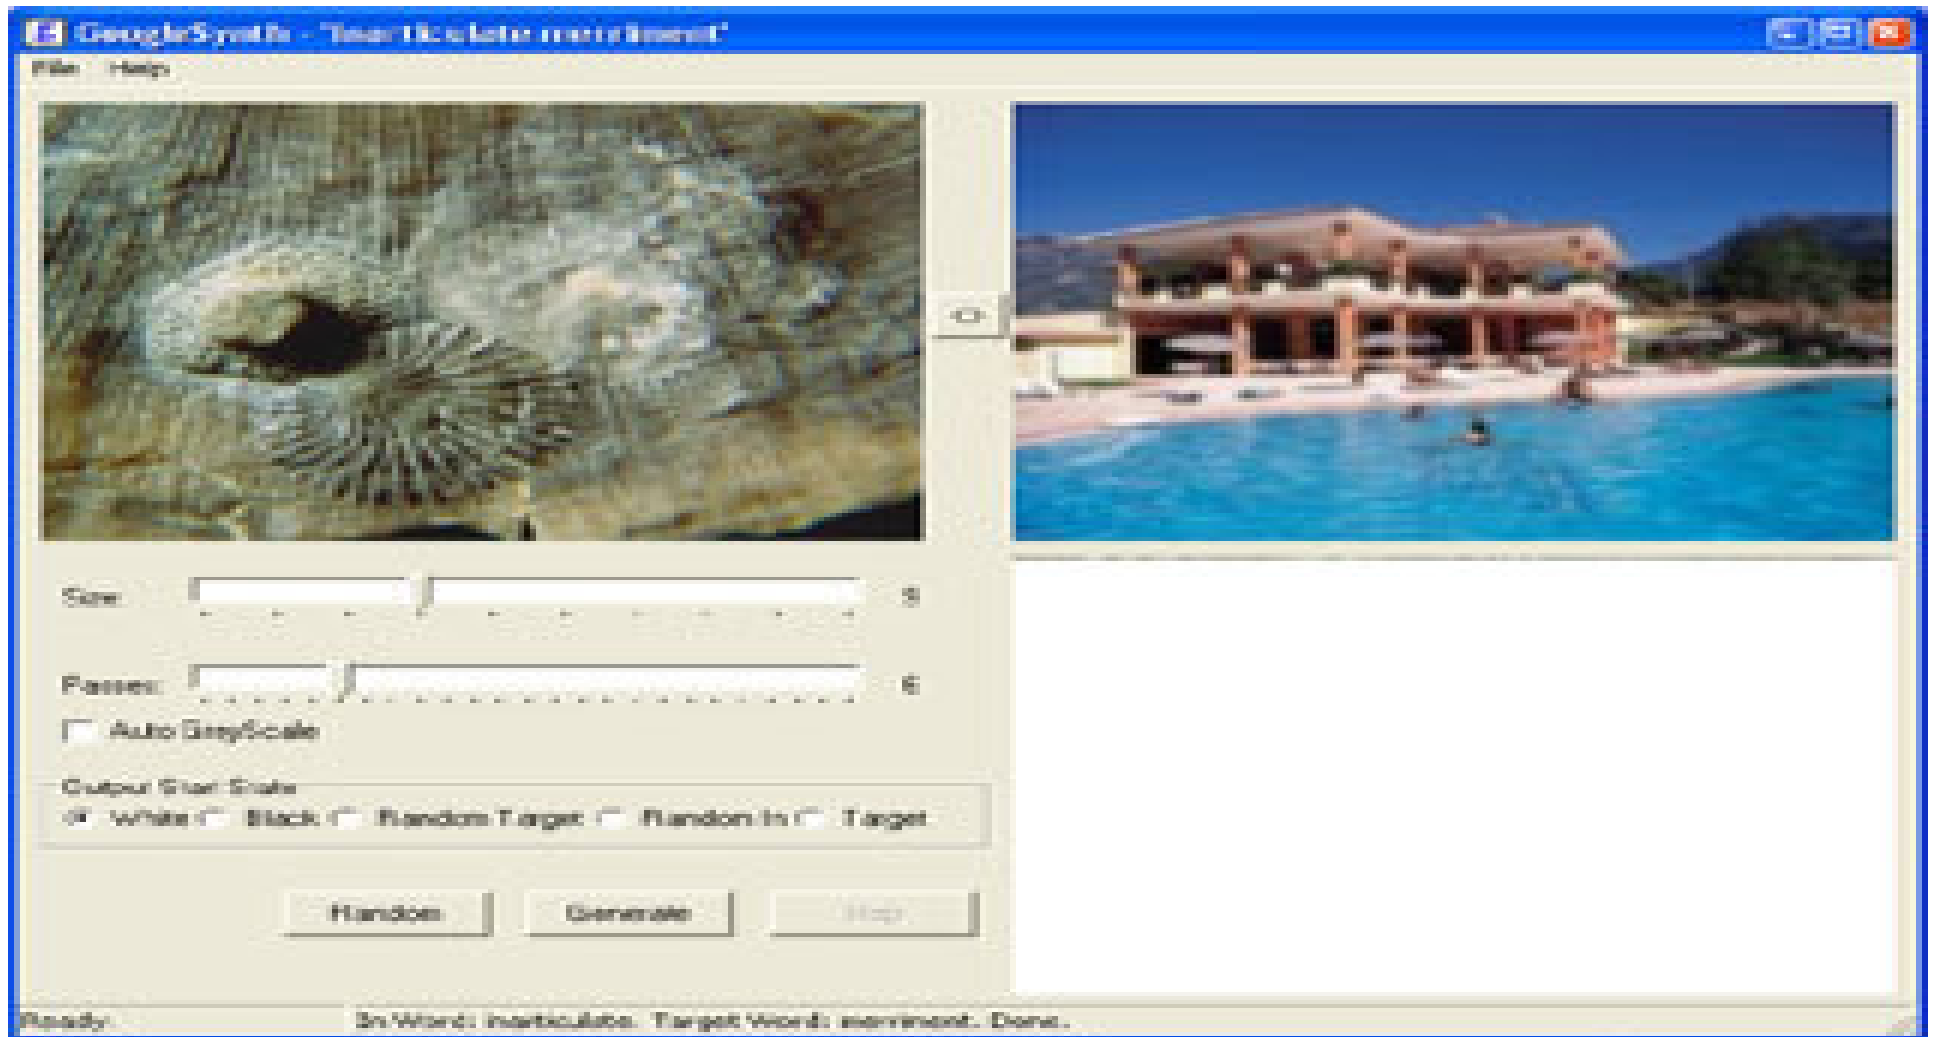 GoogleSynth - "Inarticulate merriment"
File Help
<>
Size: 5
Passes: 6
Auto GreyScale
Output Start State
White Black Random Target Random In Target
Random Generate Stop
Ready. In Word: inarticulate. Target Word: merriment. Done.